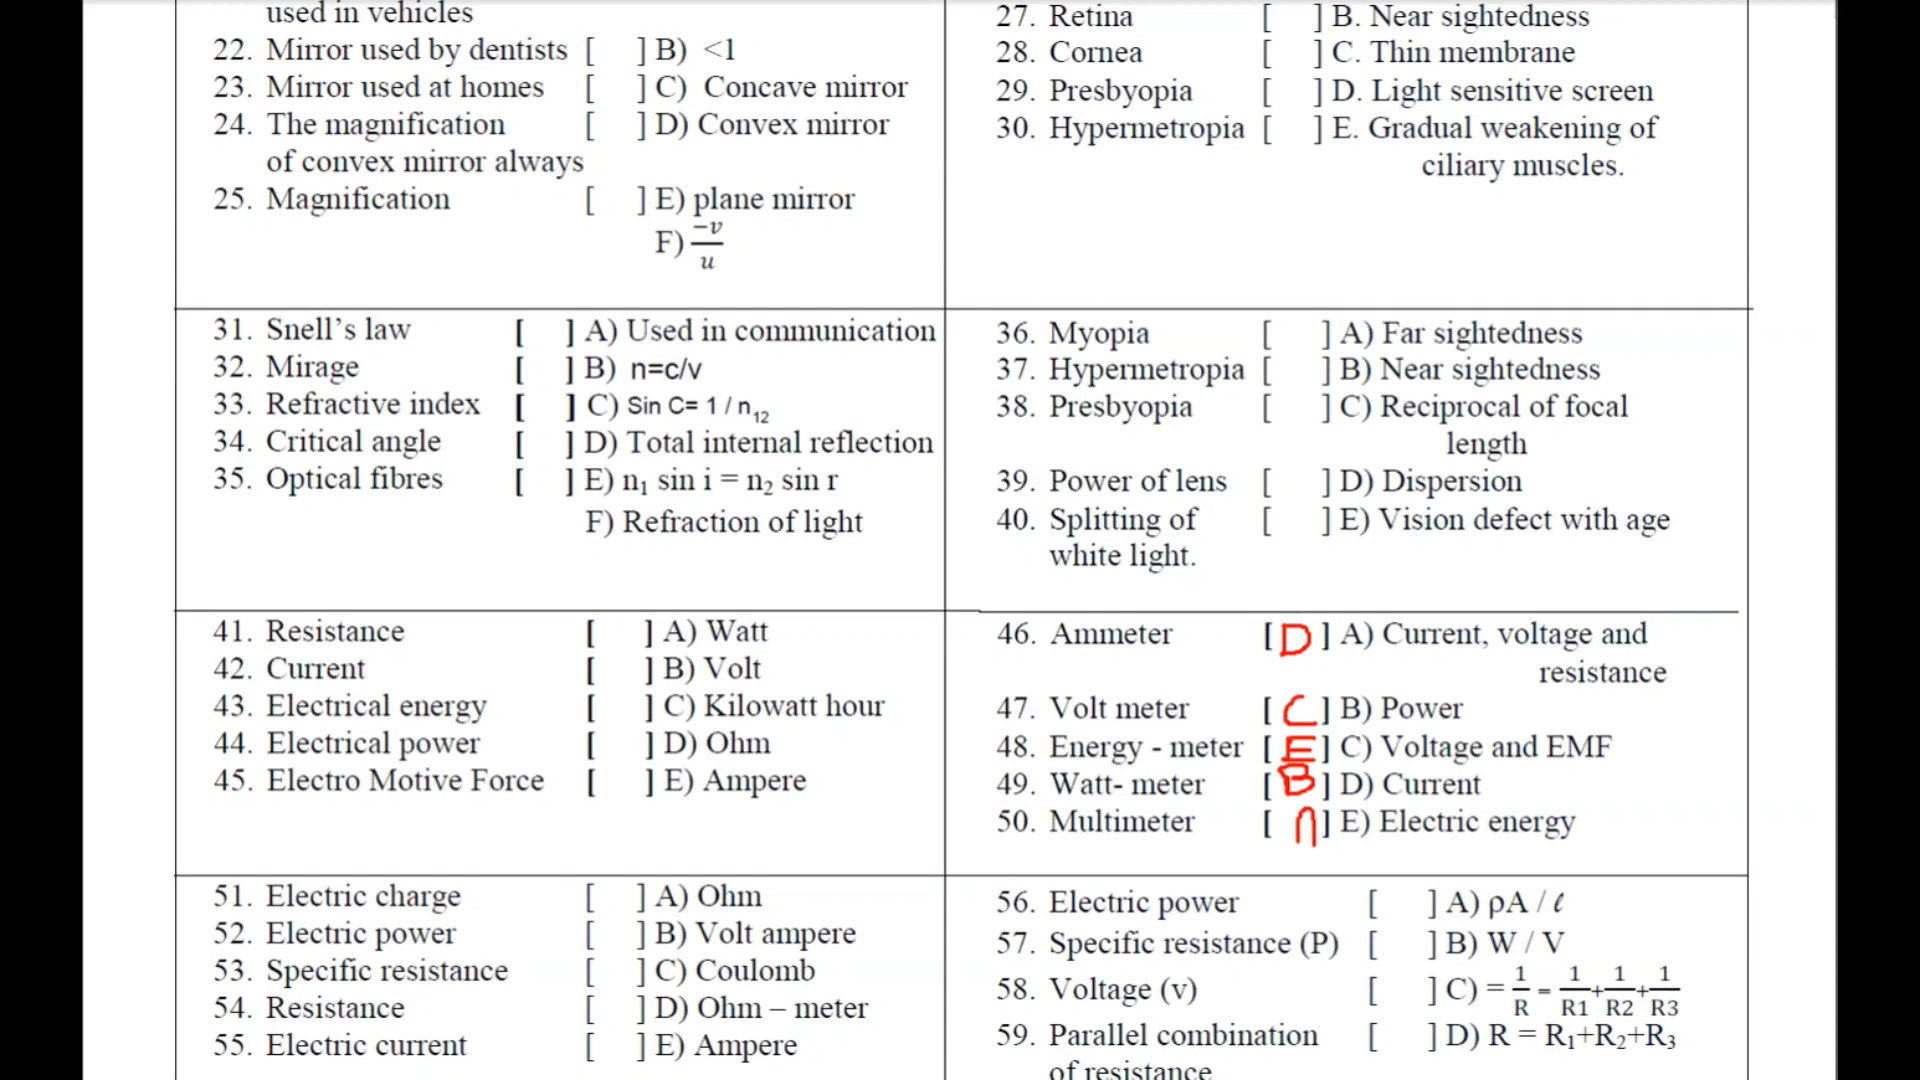 used in vehicles
22. Mirror used by dentists [ ] B) <1
23. Mirror used at homes [ ] C) Concave mirror
24. The magnification [ ] D) Convex mirror
of convex mirror always
25. Magnification [ ] E) plane mirror
F) -v/u
27. Retina [ ] B. Near sightedness
28. Cornea [ ] C. Thin membrane
29. Presbyopia [ ] D. Light sensitive screen
30. Hypermetropia [ ] E. Gradual weakening of
ciliary muscles.
31. Snell's law [ ] A) Used in communication
32. Mirage [ ] B) n=c/v
33. Refractive index [ ] C) Sin C= 1 / n₁₂
34. Critical angle [ ] D) Total internal reflection
35. Optical fibres [ ] E) n₁ sin i = n₂ sin r
F) Refraction of light
36. Myopia [ ] A) Far sightedness
37. Hypermetropia [ ] B) Near sightedness
38. Presbyopia [ ] C) Reciprocal of focal
length
39. Power of lens [ ] D) Dispersion
40. Splitting of [ ] E) Vision defect with age
white light.
41. Resistance [ ] A) Watt
42. Current [ ] B) Volt
43. Electrical energy [ ] C) Kilowatt hour
44. Electrical power [ ] D) Ohm
45. Electro Motive Force [ ] E) Ampere
46. Ammeter [ D ] A) Current, voltage and
resistance
47. Volt meter [ C ] B) Power
48. Energy - meter [ E ] C) Voltage and EMF
49. Watt- meter [ B ] D) Current
50. Multimeter [ ] E) Electric energy
51. Electric charge [ ] A) Ohm
52. Electric power [ ] B) Volt ampere
53. Specific resistance [ ] C) Coulomb
54. Resistance [ ] D) Ohm – meter
55. Electric current [ ] E) Ampere
56. Electric power [ ] A) ρA / ℓ
57. Specific resistance (P) [ ] B) W / V
58. Voltage (v) [ ] C) = 1/R = 1/R1 + 1/R2 + 1/R3
59. Parallel combination [ ] D) R = R₁+R₂+R₃
of resistance